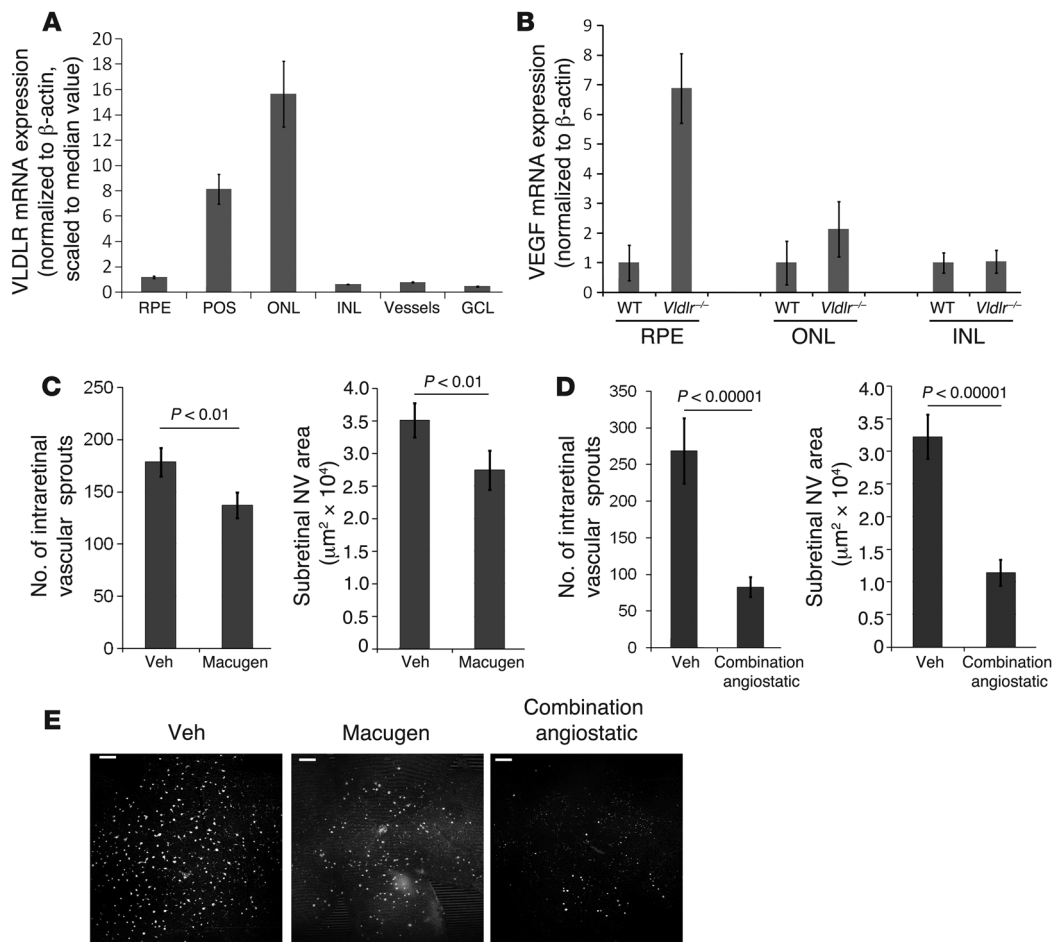 A
VLDLR mRNA expression
(normalized to β-actin,
scaled to median value)
20
18
16
14
12
10
8
6
4
2
0
RPE POS ONL INL Vessels GCL
B
VEGF mRNA expression
(normalized to β-actin)
9
8
7
6
5
4
3
2
1
0
WT Vldlr–/– WT Vldlr–/– WT Vldlr–/–
RPE ONL INL
C
No. of intraretinal
vascular sprouts
250
200
150
100
50
0
P < 0.01
Veh Macugen
Subretinal NV area
(μm² × 10⁴)
4.0
3.5
3.0
2.5
2.0
1.5
1.0
0.5
0
P < 0.01
Veh Macugen
D
No. of intraretinal
vascular sprouts
350
300
250
200
150
100
50
0
P < 0.00001
Veh Combination
angiostatic
Subretinal NV area
(μm² × 10⁴)
4.0
3.5
3.0
2.5
2.0
1.5
1.0
0.5
0
P < 0.00001
Veh Combination
angiostatic
E
Veh
Macugen
Combination
angiostatic